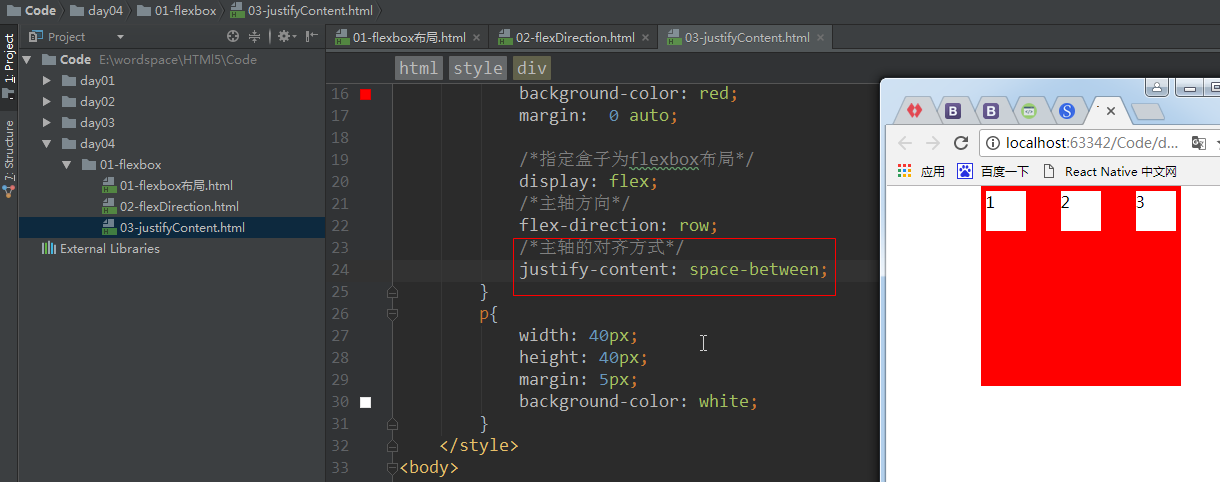 Code day04 01-flexbox 03-justifyContent.html
1: Project
7: Structure
Project
Code E:\wordspace\HTMl5\Code
day01
day02
day03
day04
01-flexbox
01-flexbox布局.html
02-flexDirection.html
03-justifyContent.html
External Libraries
01-flexbox布局.html 02-flexDirection.html 03-justifyContent.html
html style div
16 background-color: red;
17 margin:  0 auto;
18
19 /*指定盒子为flexbox布局*/
20 display: flex;
21 /*主轴方向*/
22 flex-direction: row;
23 /*主轴的对齐方式*/
24 justify-content: space-between;
25 }
26 p{
27 width: 40px;
28 height: 40px;
29 margin: 5px;
30 background-color: white;
31 }
32 </style>
33 <body>
B B S T
localhost:63342/Code/d...
应用 百度一下 React Native 中文网
1 2 3